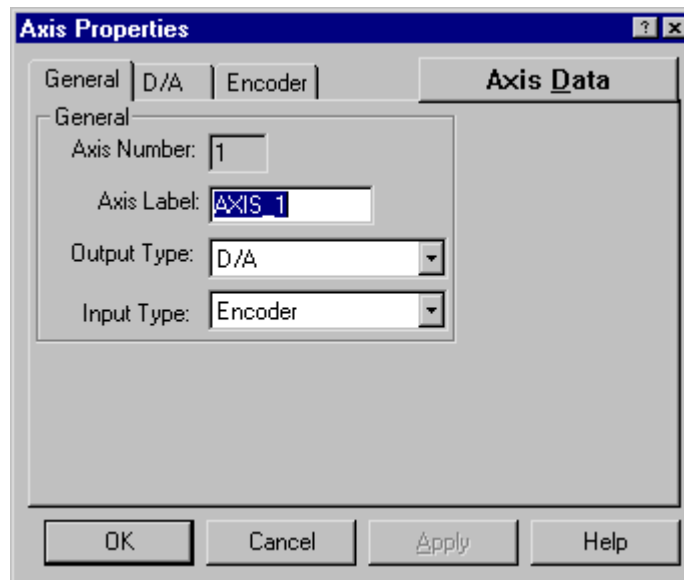 Axis Properties
General D/A Encoder Axis Data
General
Axis Number: 1
Axis Label: AXIS_1
Output Type: D/A
Input Type: Encoder
OK Cancel Apply Help